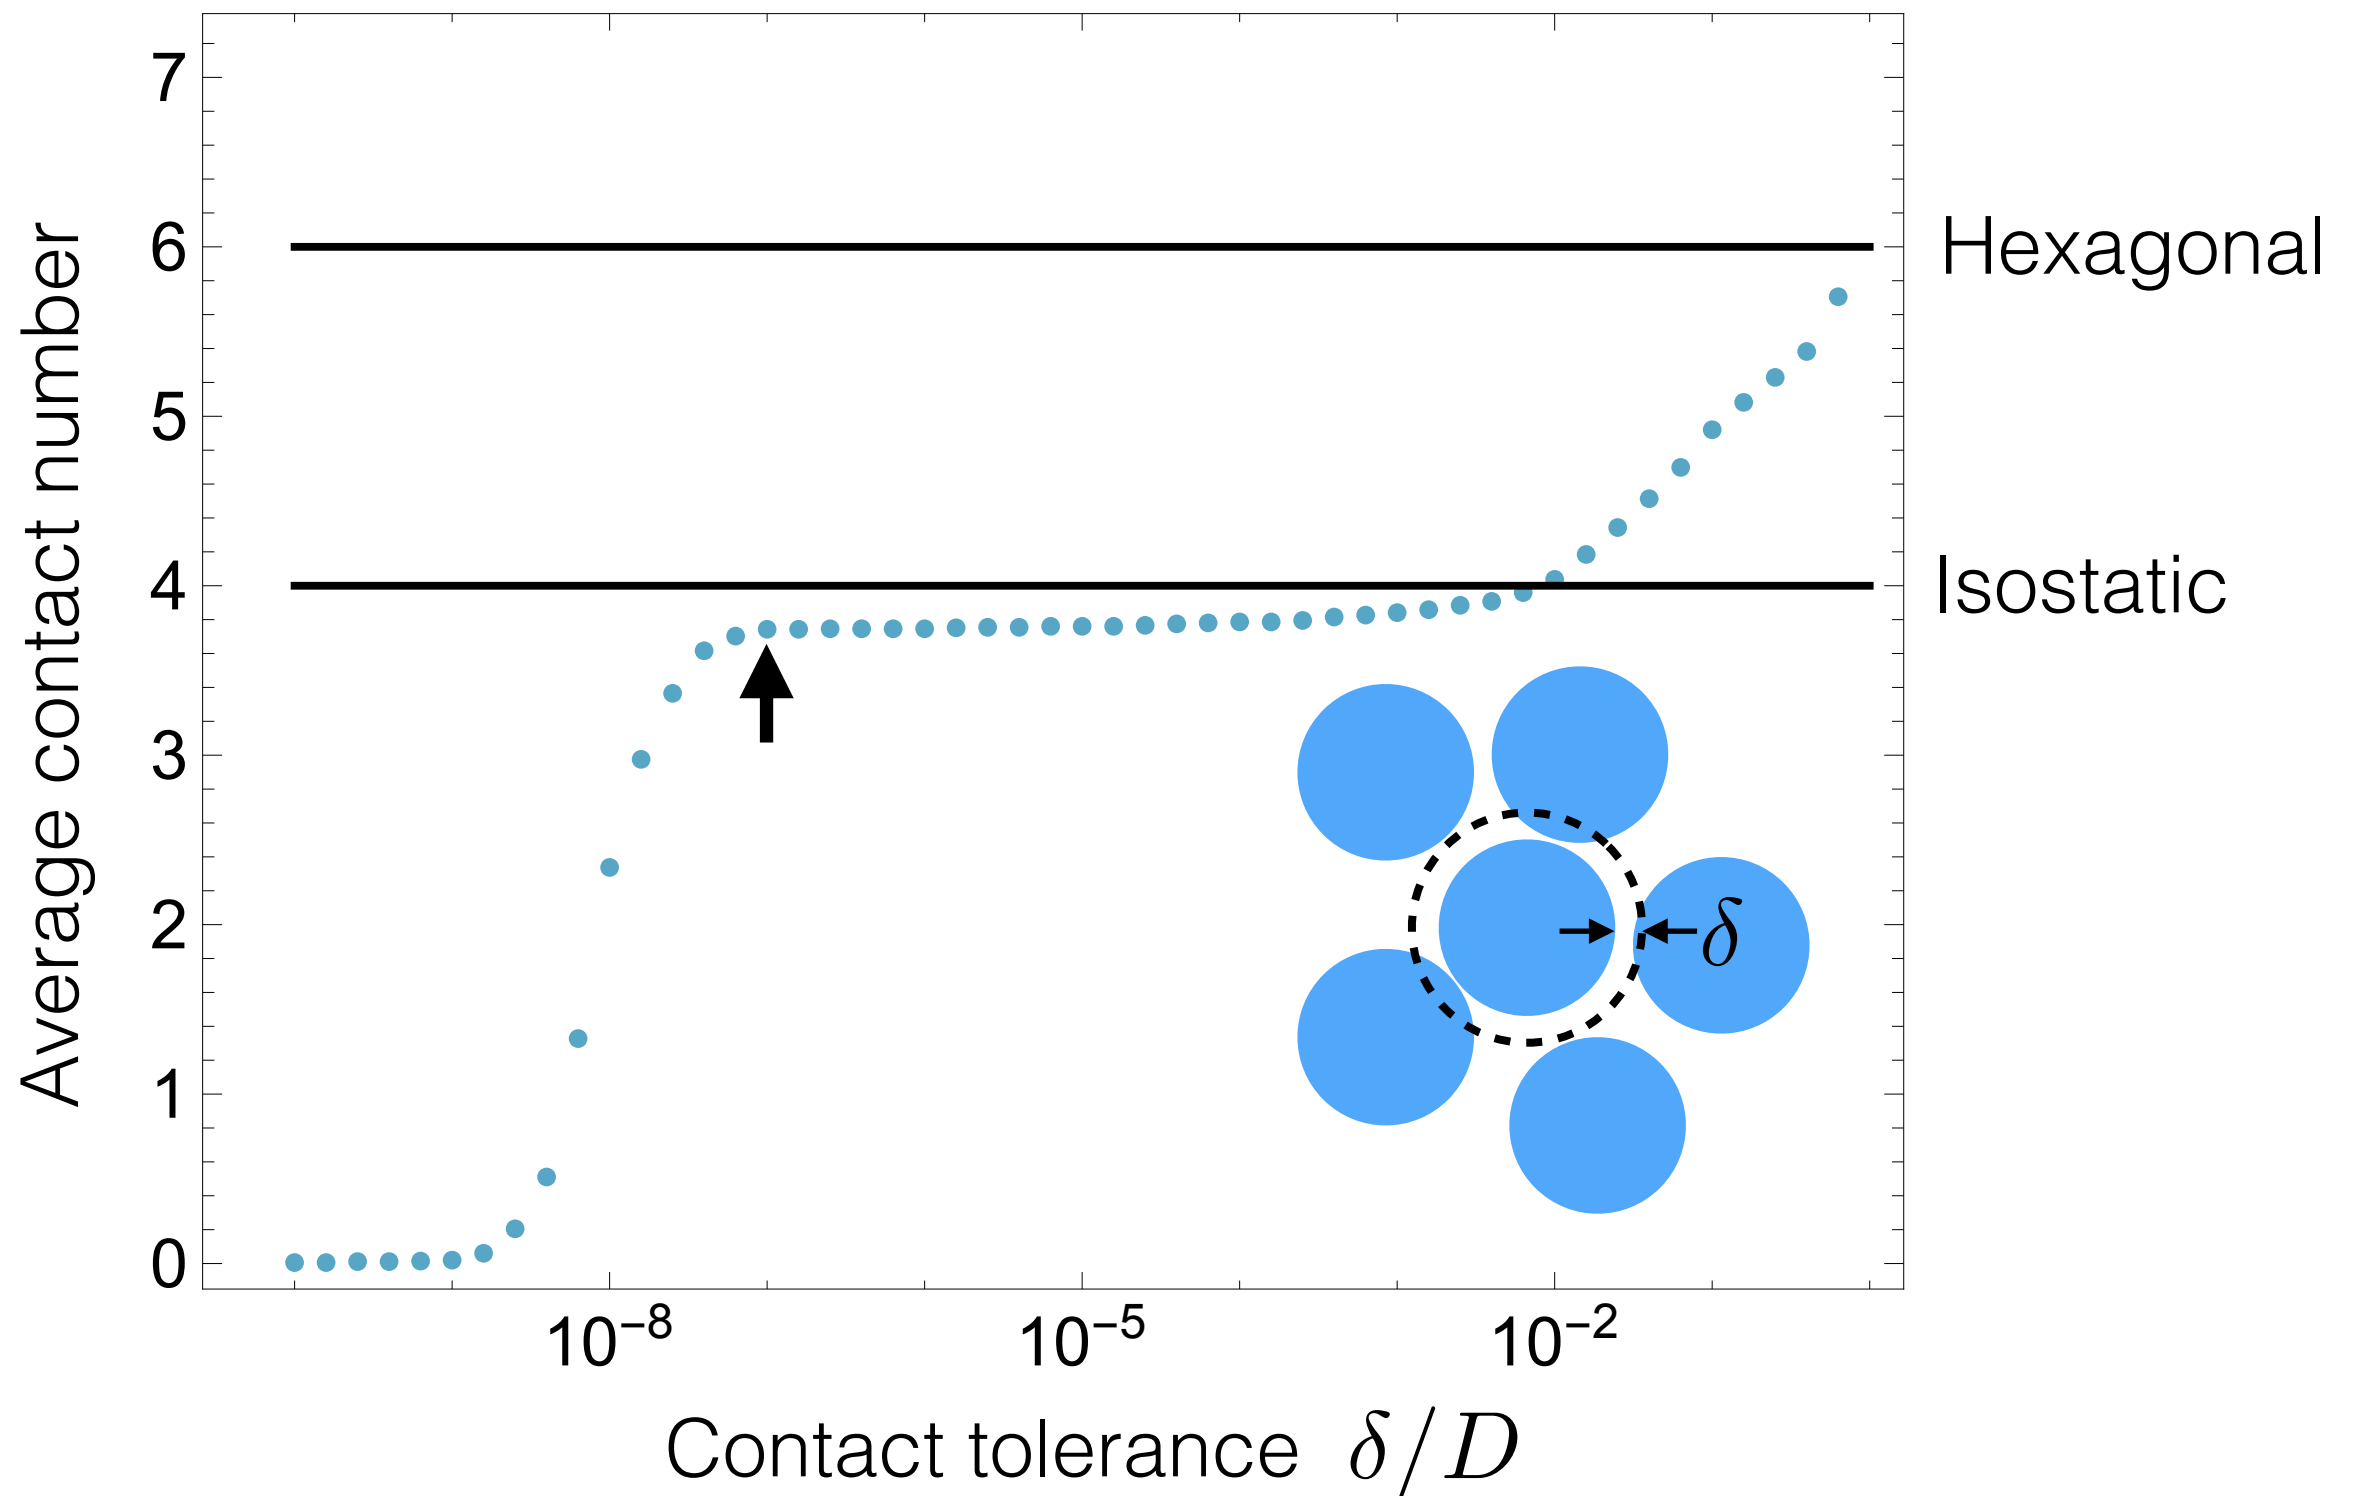 7
6
5
4
3
2
1
0
Average contact number
Hexagonal
Isostatic
δ
10⁻⁸ 10⁻⁵ 10⁻²
Contact tolerance δ/D